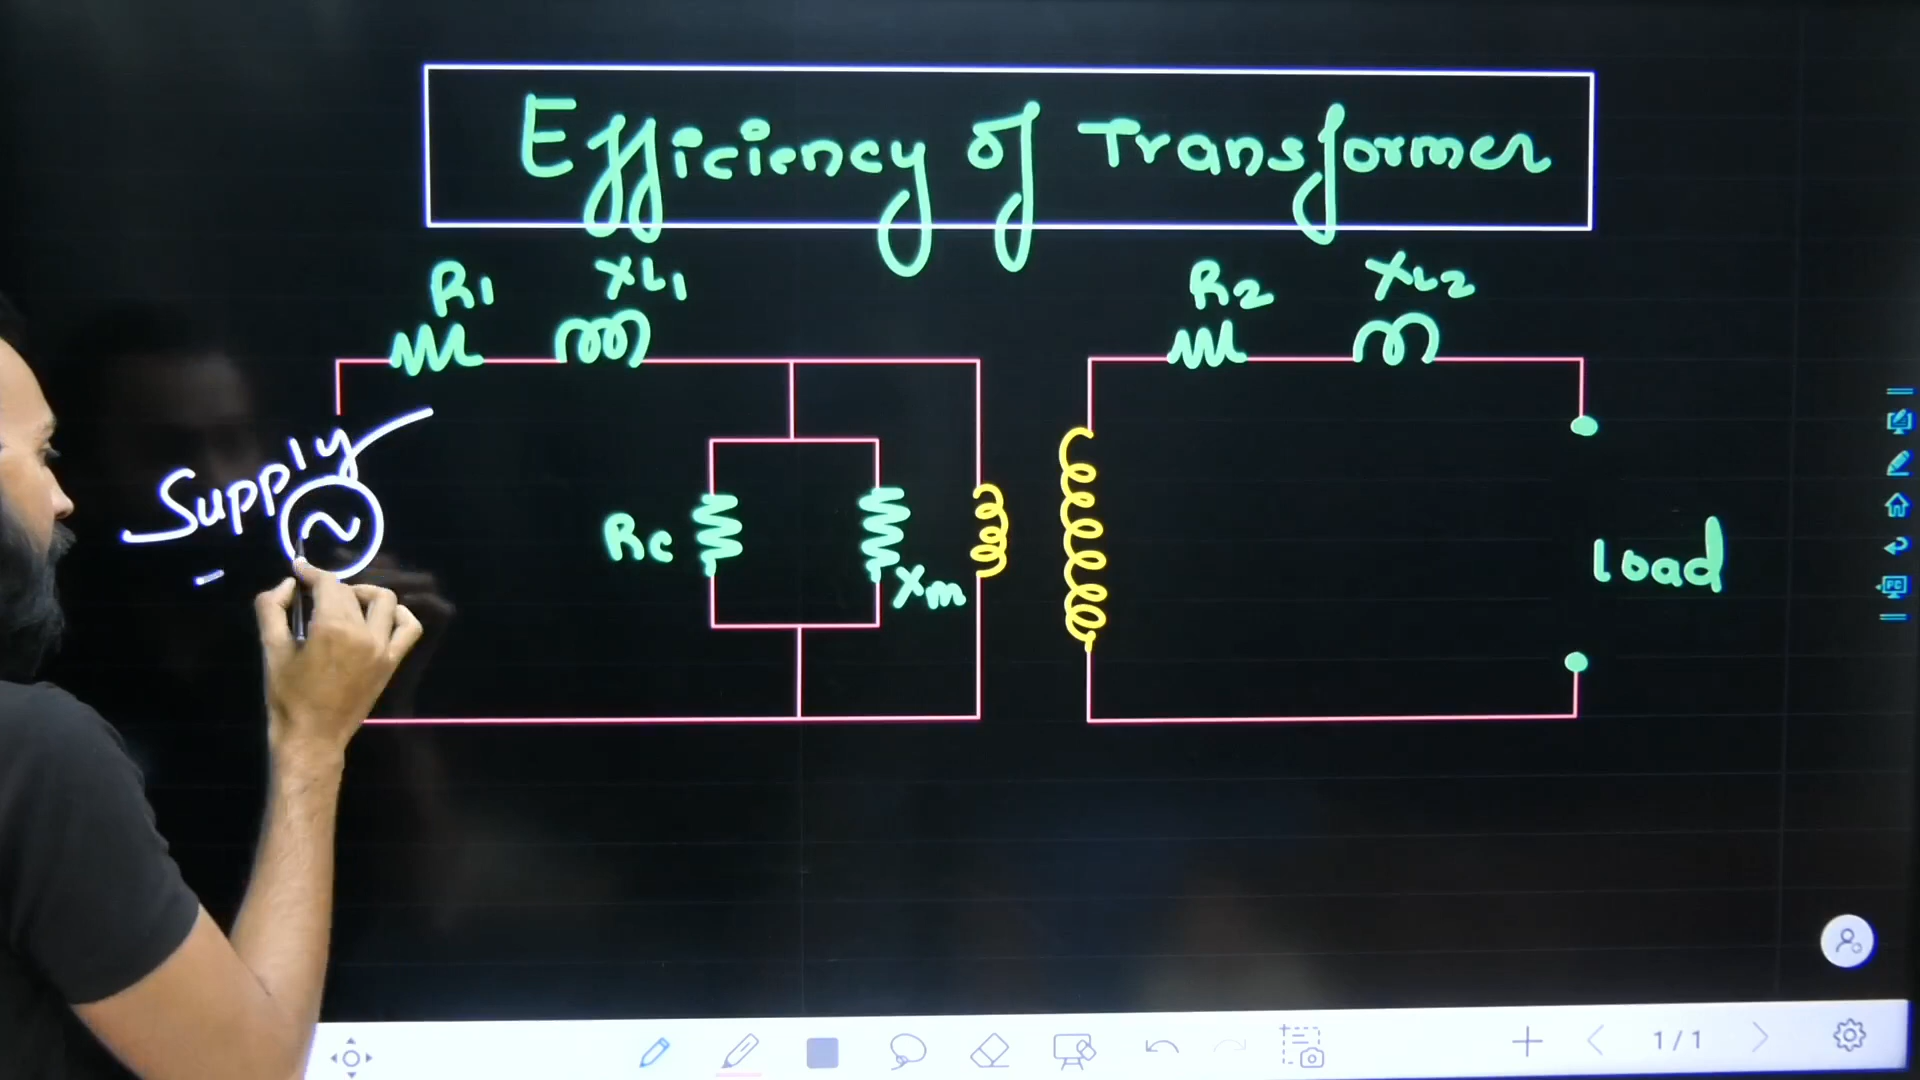 Efficiency of Transformer
R1 XL1 R2 XL2
Supply
Rc Xm Load
1/1